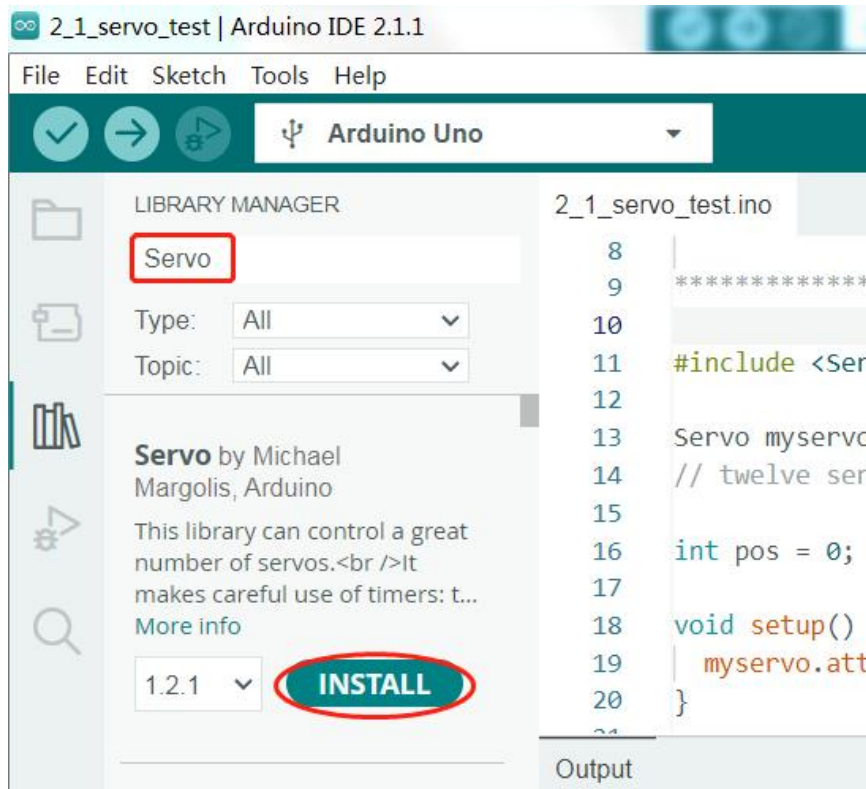 2_1_servo_test | Arduino IDE 2.1.1
File Edit Sketch Tools Help
Arduino Uno
LIBRARY MANAGER
Servo
Type: All
Topic: All
Servo by Michael
Margolis, Arduino
This library can control a great
number of servos.<br />It
makes careful use of timers: t...
More info
1.2.1 INSTALL
2_1_servo_test.ino
8
9 *************
10
11 #include <Ser
12
13 Servo myservo
14 // twelve ser
15
16 int pos = 0;
17
18 void setup()
19 myservo.att
20 }
21
Output